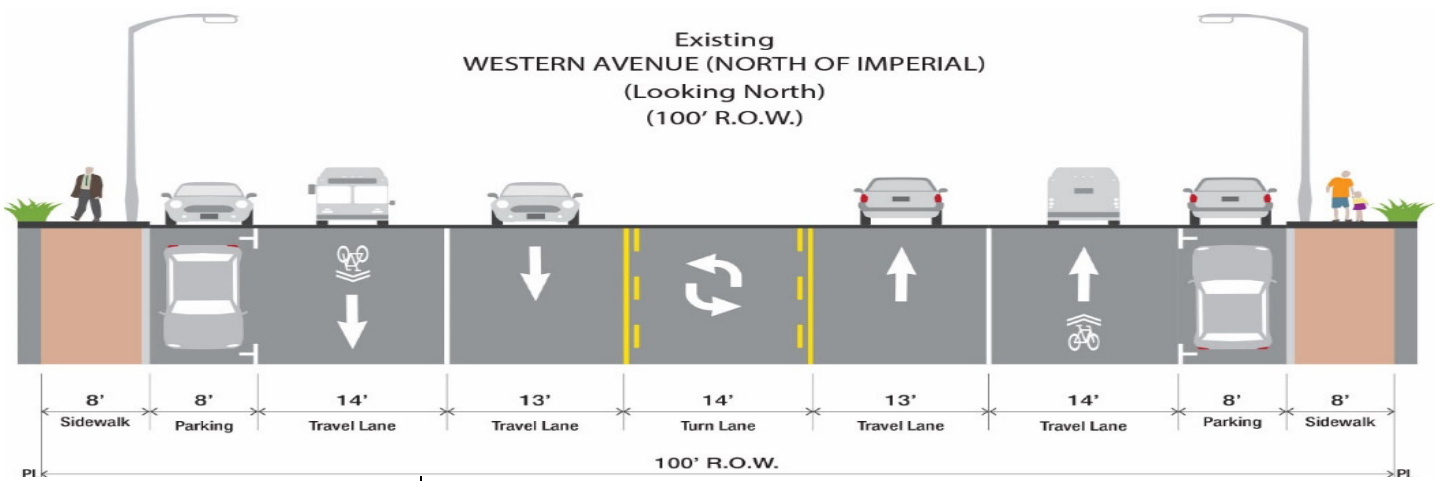 Existing
WESTERN AVENUE (NORTH OF IMPERIAL)
(Looking North)
(100’ R.O.W.)
8’ 8’ 14’ 13’ 14’ 13’ 14’ 8’ 8’
Sidewalk Parking Travel Lane Travel Lane Turn Lane Travel Lane Travel Lane Parking Sidewalk
100’ R.O.W.
PL PL